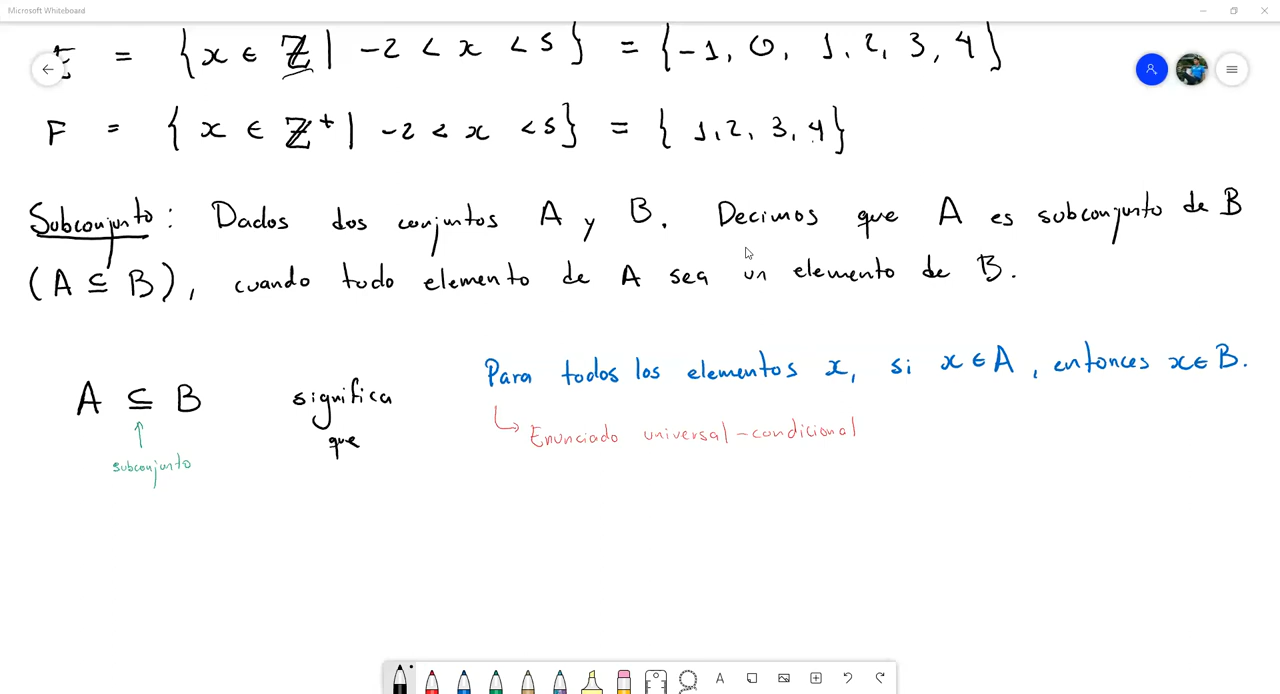 Microsoft Whiteboard
E = {x ∈ ℤ | -2 < x < 5} = {-1, 0, 1, 2, 3, 4}
F = {x ∈ ℤ⁺ | -2 < x < 5} = {1, 2, 3, 4}
Subconjunto: Dados dos conjuntos A y B. Decimos que A es subconjunto de B
(A ⊆ B), cuando todo elemento de A sea un elemento de B.
Para todos los elementos x, si x ∈ A, entonces x ∈ B.
A ⊆ B significa
que
↳ Enunciado universal-condicional
↑
subconjunto
A